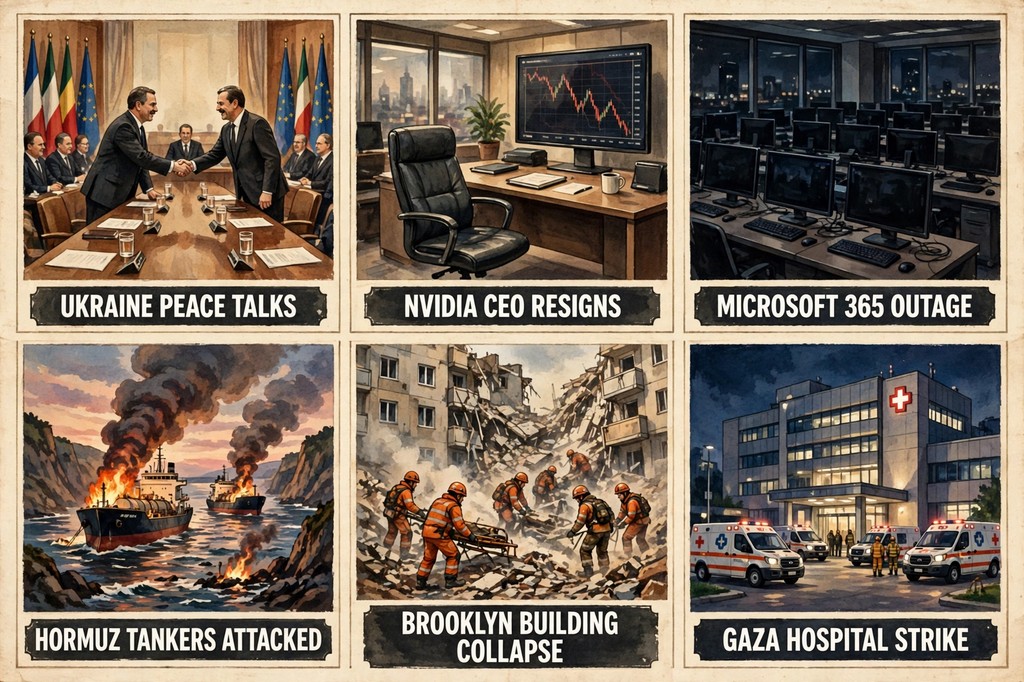 UKRAINE PEACE TALKS
NVIDIA CEO RESIGNS
MICROSOFT 365 OUTAGE
HORMUZ TANKERS ATTACKED
BROOKLYN BUILDING
COLLAPSE
GAZA HOSPITAL STRIKE